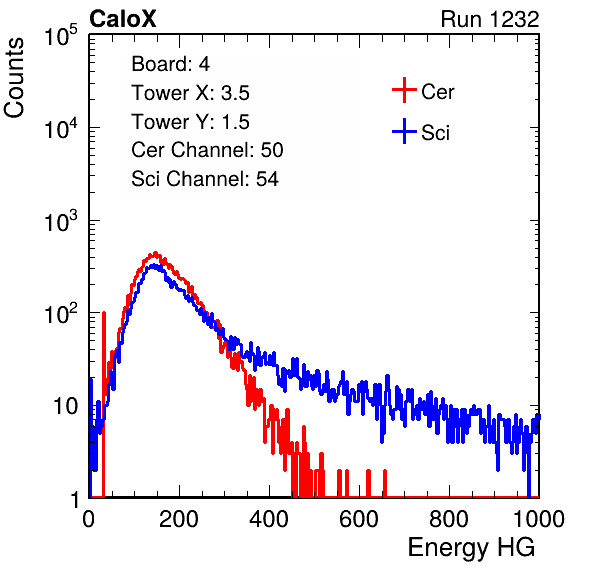 CaloX Run 1232
Counts
Board: 4
Tower X: 3.5
Tower Y: 1.5
Cer Channel: 50
Sci Channel: 54
Cer
Sci
10^5
10^4
10^3
10^2
10
1
0 200 400 600 800 1000
Energy HG